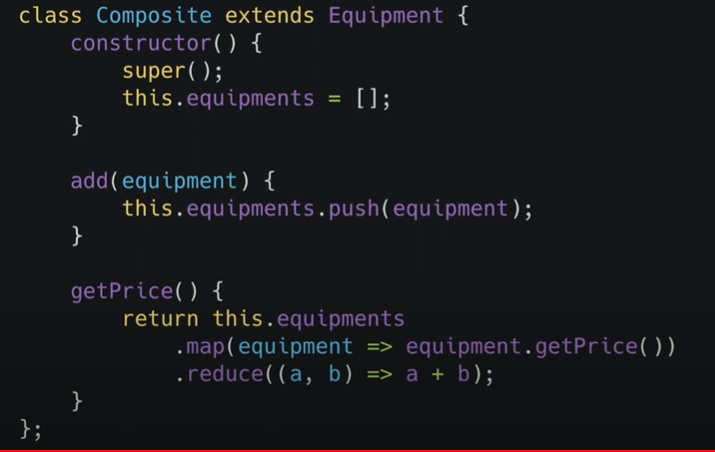 class Composite extends Equipment {
    constructor() {
        super();
        this.equipments = [];
    }

    add(equipment) {
        this.equipments.push(equipment);
    }

    getPrice() {
        return this.equipments
            .map(equipment => equipment.getPrice())
            .reduce((a, b) => a + b);
    }
};